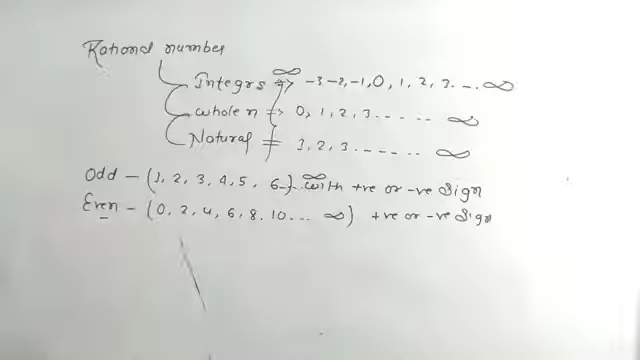 Rational number
Integrs ∞ => -3 -2, -1, 0, 1, 2, 3 .... ∞
whole n => 0, 1, 2, 3 ...... ∞
Natural = 1, 2, 3 ...... ∞
Odd - (1, 2, 3, 4, 5, 6--) ∞ with +ve or -ve Sign
Even - (0, 2, 4, 6, 8. 10... ∞) +ve or -ve Sign